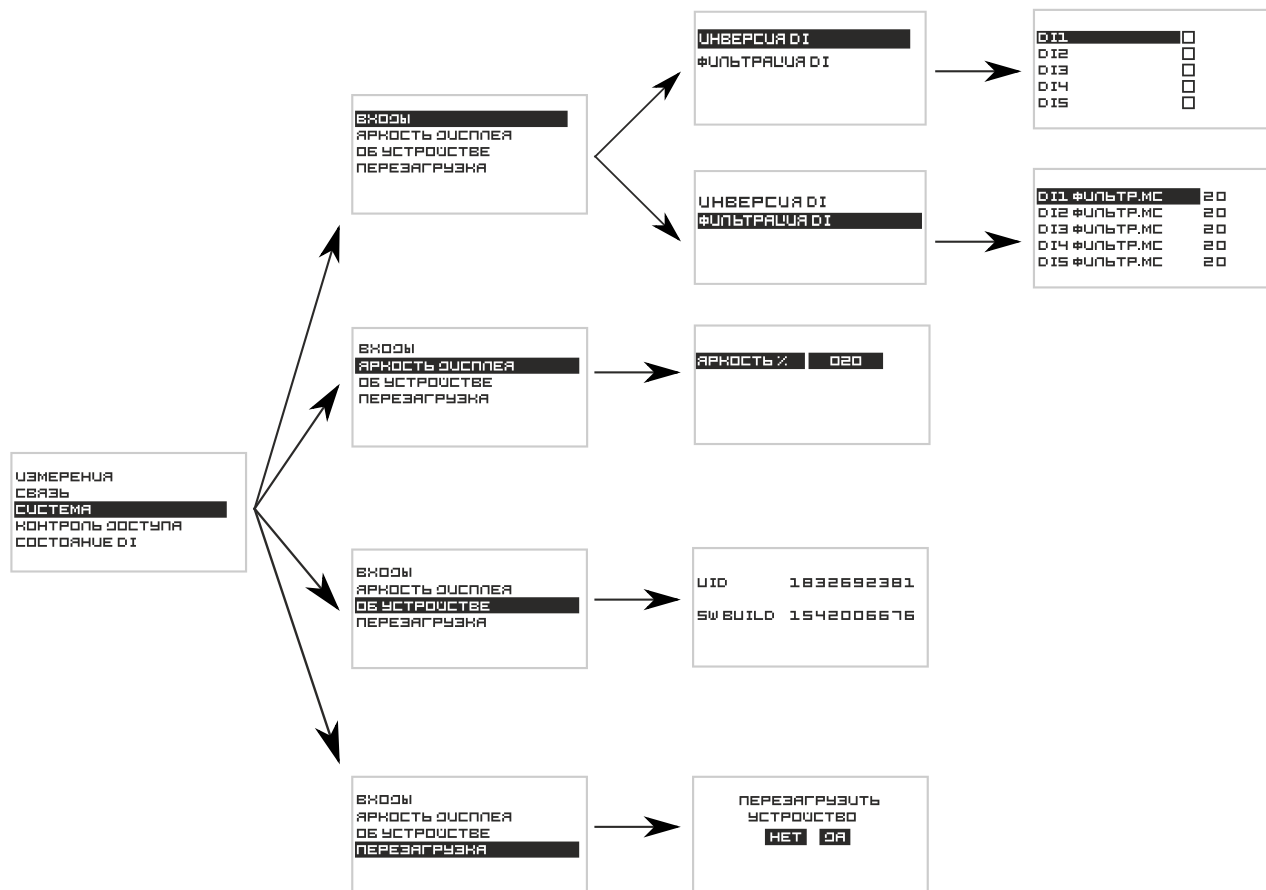 ИЗМЕРЕНИЯ
СВЯЗЬ
СИСТЕМА
КОНТРОЛЬ ДОСТУПА
СОСТОЯНИЕ DI
ВХОДЫ
ЯРКОСТЬ ДИСПЛЕЯ
ОБ УСТРОЙСТВЕ
ПЕРЕЗАГРУЗКА
ИНВЕРСИЯ DI
ФИЛЬТРАЦИЯ DI
DI1
DI2
DI3
DI4
DI5
ИНВЕРСИЯ DI
ФИЛЬТРАЦИЯ DI
DI1 ФИЛЬТР.МС 20
DI2 ФИЛЬТР.МС 20
DI3 ФИЛЬТР.МС 20
DI4 ФИЛЬТР.МС 20
DI5 ФИЛЬТР.МС 20
ВХОДЫ
ЯРКОСТЬ ДИСПЛЕЯ
ОБ УСТРОЙСТВЕ
ПЕРЕЗАГРУЗКА
ЯРКОСТЬ % 020
ВХОДЫ
ЯРКОСТЬ ДИСПЛЕЯ
ОБ УСТРОЙСТВЕ
ПЕРЕЗАГРУЗКА
UID 1832692381
SW BUILD 1542006676
ВХОДЫ
ЯРКОСТЬ ДИСПЛЕЯ
ОБ УСТРОЙСТВЕ
ПЕРЕЗАГРУЗКА
ПЕРЕЗАГРУЗИТЬ
УСТРОЙСТВО
НЕТ ДА